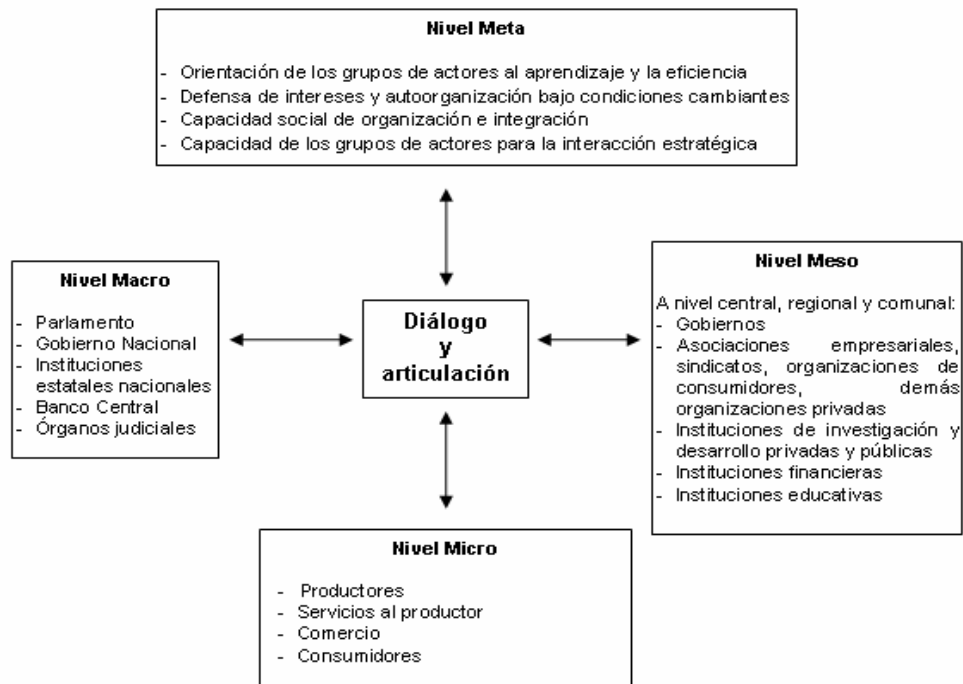 Nivel Meta
- Orientación de los grupos de actores al aprendizaje y la eficiencia
- Defensa de intereses y autoorganización bajo condiciones cambiantes
- Capacidad social de organización e integración
- Capacidad de los grupos de actores para la interacción estratégica
Nivel Macro
- Parlamento
- Gobierno Nacional
- Instituciones
estatales nacionales
- Banco Central
- Órganos judiciales
Diálogo
y
articulación
Nivel Meso
A nivel central, regional y comunal:
- Gobiernos
- Asociaciones empresariales,
sindicatos, organizaciones de
consumidores, demás
organizaciones privadas
- Instituciones de investigación y
desarrollo privadas y públicas
- Instituciones financieras
- Instituciones educativas
Nivel Micro
- Productores
- Servicios al productor
- Comercio
- Consumidores